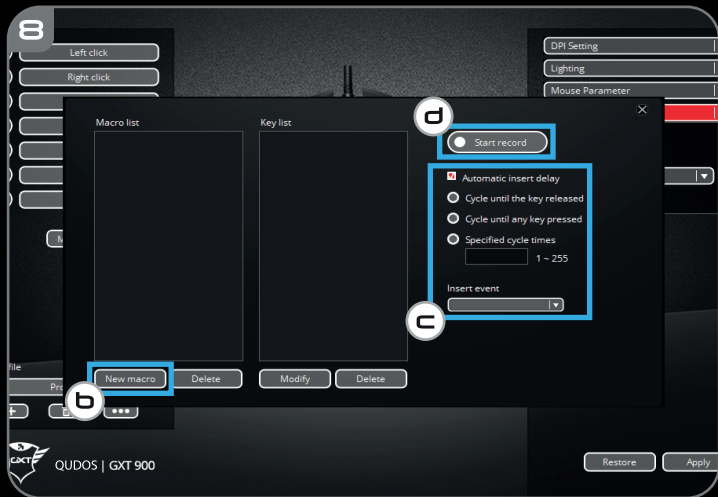 8
Left click
Right click
DPI Setting
Lighting
Mouse Parameter
Macro list
Key list
d
Start record
Automatic insert delay
Cycle until the key released
Cycle until any key pressed
Specified cycle times
1 ~ 255
Insert event
c
New macro
Delete
Modify
Delete
b
GXT
QUDOS | GXT 900
Restore
Apply